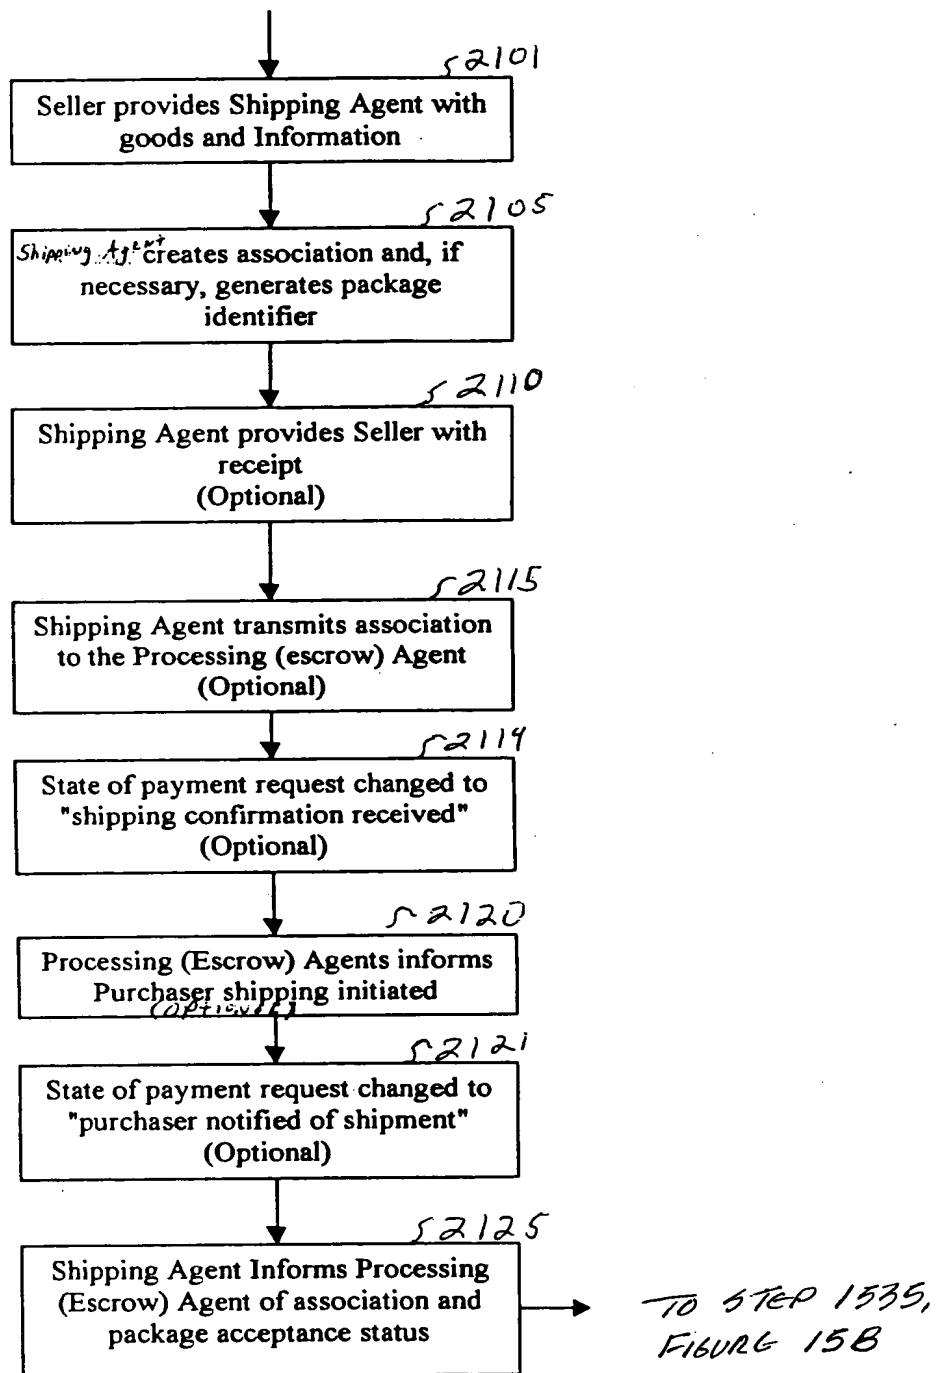 2101
Seller provides Shipping Agent with
goods and Information
2105
Shipping Agent creates association and, if
necessary, generates package
identifier
2110
Shipping Agent provides Seller with
receipt
(Optional)
2115
Shipping Agent transmits association
to the Processing (escrow) Agent
(Optional)
2119
State of payment request changed to
"shipping confirmation received"
(Optional)
2120
Processing (Escrow) Agents informs
Purchaser shipping initiated
(OPTIONAL)
2121
State of payment request changed to
"purchaser notified of shipment"
(Optional)
2125
Shipping Agent Informs Processing
(Escrow) Agent of association and
package acceptance status
TO STEP 1535,
FIGURE 15B